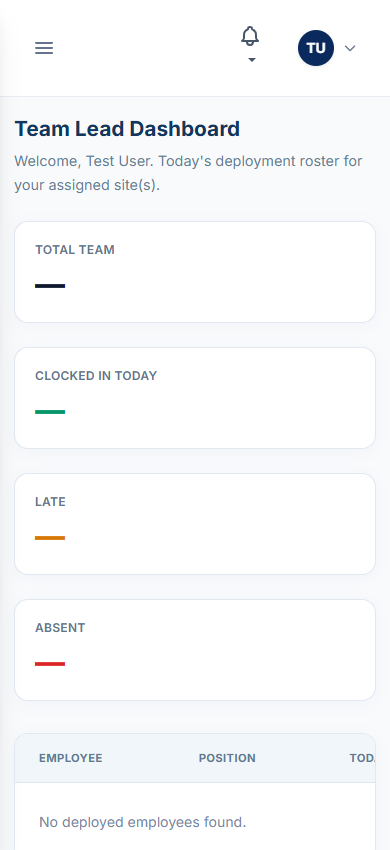 TU
Team Lead Dashboard
Welcome, Test User. Today's deployment roster for
your assigned site(s).
TOTAL TEAM
—
CLOCKED IN TODAY
—
LATE
—
ABSENT
—
EMPLOYEE POSITION TODA
No deployed employees found.